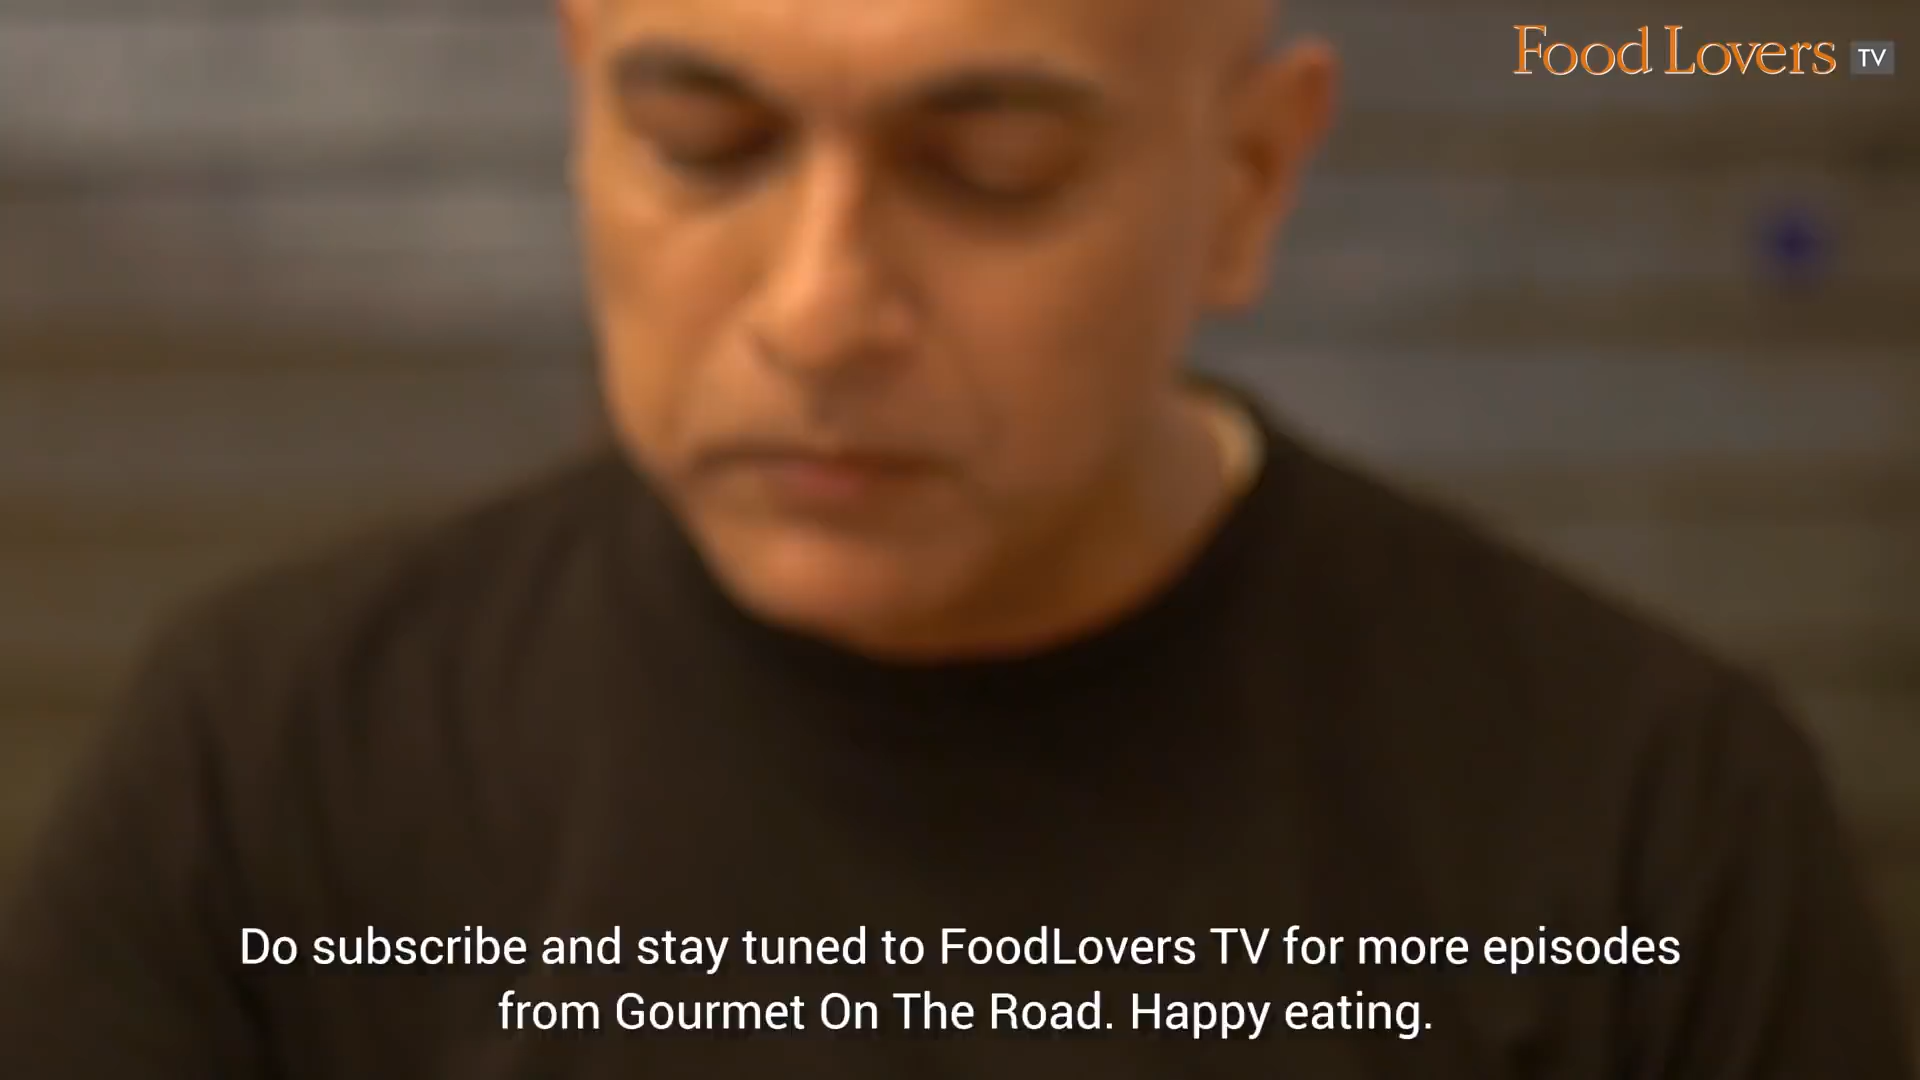 Food Lovers TV
Do subscribe and stay tuned to FoodLovers TV for more episodes
from Gourmet On The Road. Happy eating.